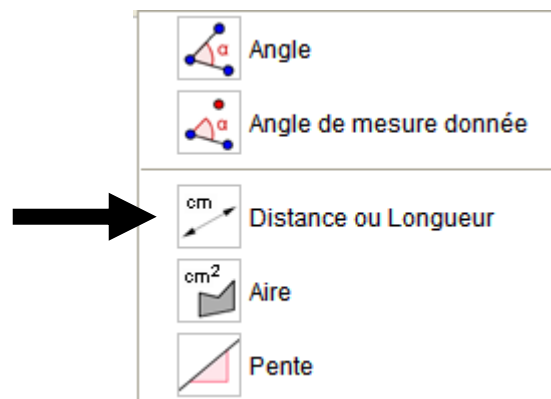 α Angle
α Angle de mesure donnée
cm Distance ou Longueur
cm² Aire
Pente